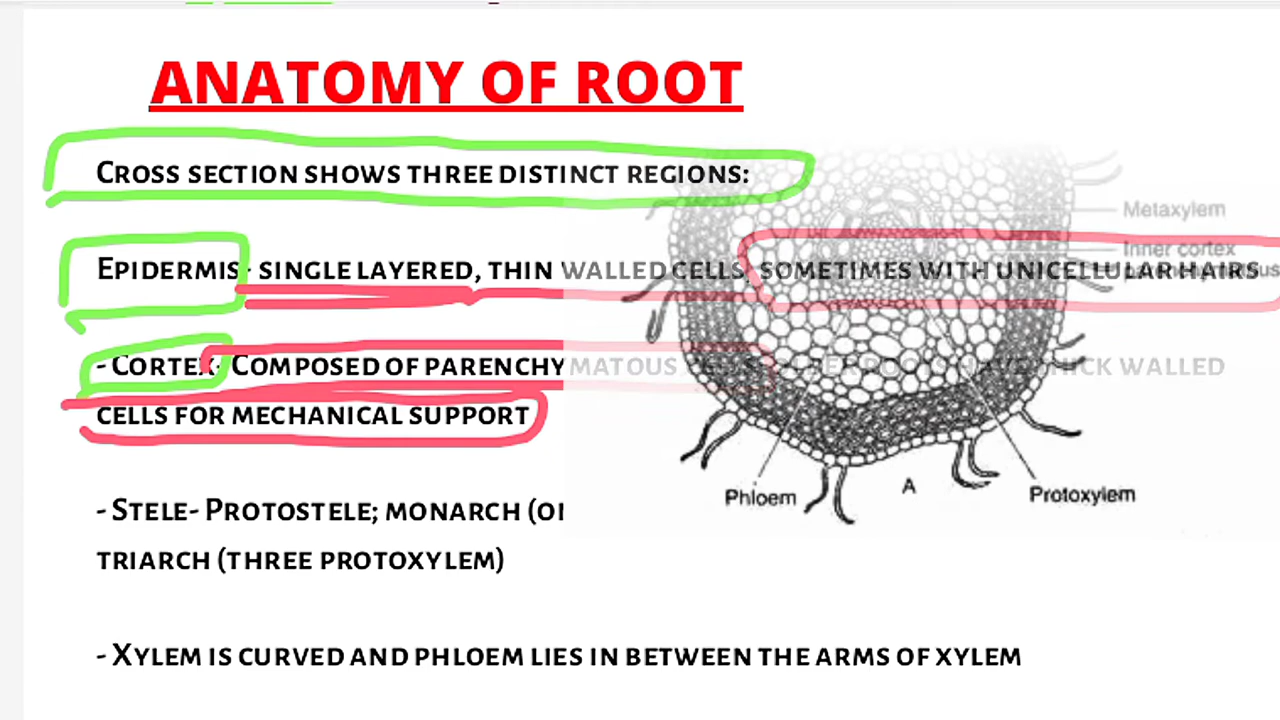 ANATOMY OF ROOT
CROSS SECTION SHOWS THREE DISTINCT REGIONS:
Metaxylem
Inner cortex
EPIDERMIS- SINGLE LAYERED, THIN WALLED CELLS, SOMETIMES WITH UNICELLULAR HAIRS
- CORTEX- COMPOSED OF PARENCHYMATOUS THICK WALLED
CELLS FOR MECHANICAL SUPPORT
Phloem
A
Protoxylem
- STELE- PROTOSTELE; MONARCH
TRIARCH (THREE PROTOXYLEM)
- XYLEM IS CURVED AND PHLOEM LIES IN BETWEEN THE ARMS OF XYLEM